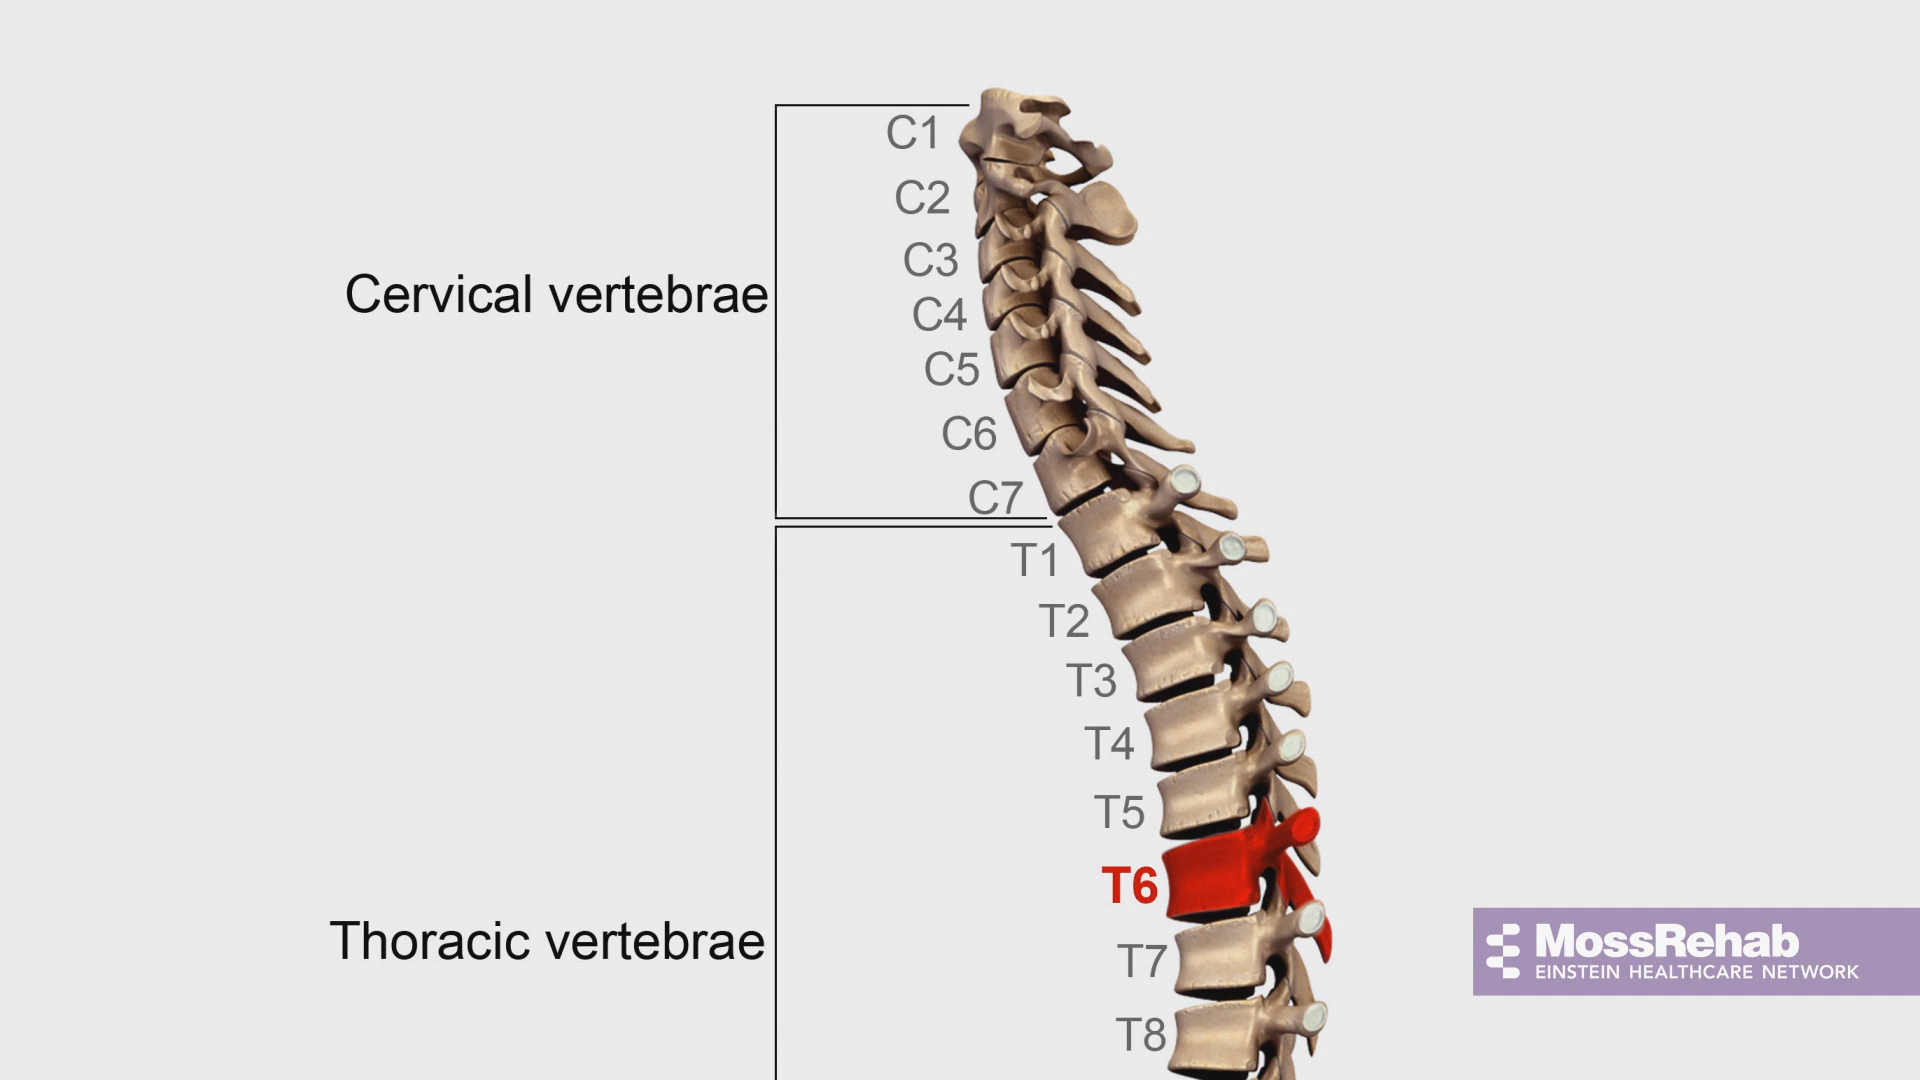 Cervical vertebrae
C1
C2
C3
C4
C5
C6
C7
Thoracic vertebrae
T1
T2
T3
T4
T5
T6
T7
T8
MossRehab
EINSTEIN HEALTHCARE NETWORK